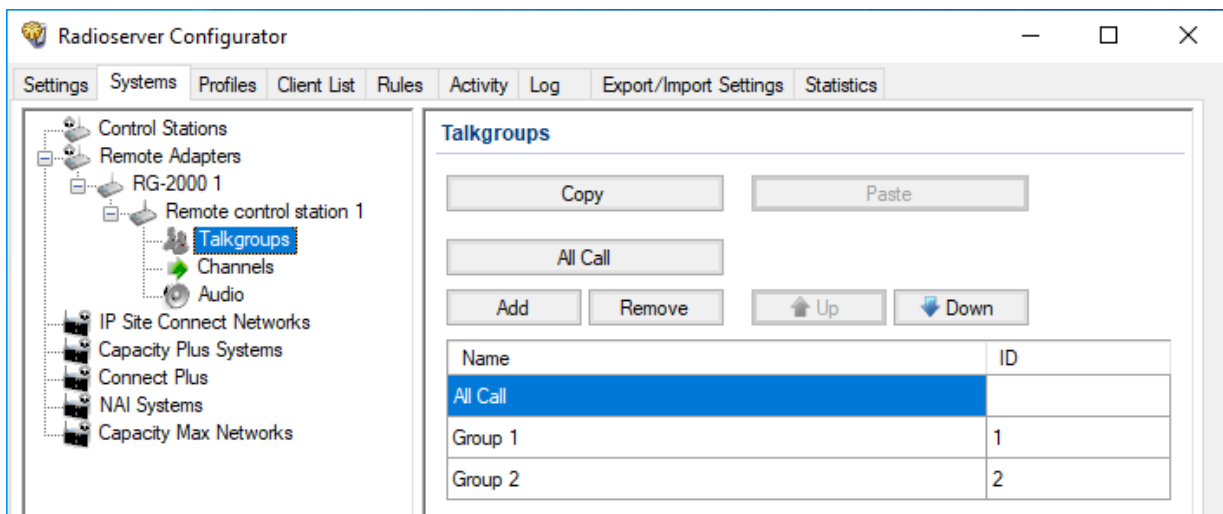 Radioserver Configurator
Settings Systems Profiles Client List Rules Activity Log Export/Import Settings Statistics
Control Stations
Remote Adapters
RG-2000 1
Remote control station 1
Talkgroups
Channels
Audio
IP Site Connect Networks
Capacity Plus Systems
Connect Plus
NAI Systems
Capacity Max Networks
Talkgroups
Copy Paste
All Call
Add Remove Up Down
Name ID
All Call
Group 1 1
Group 2 2